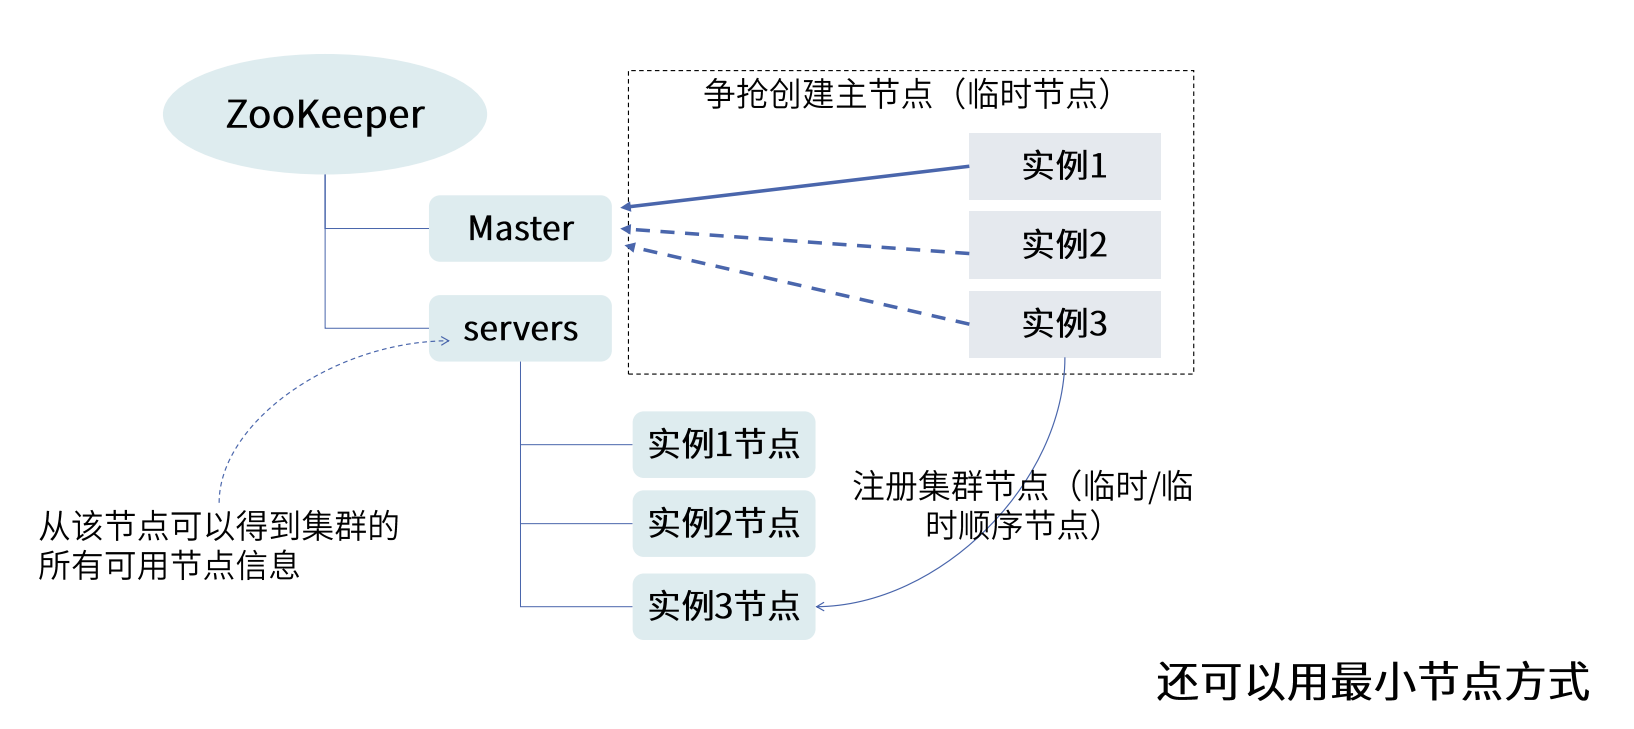 ZooKeeper
争抢创建主节点（临时节点）
实例1
Master
实例2
servers
实例3
实例1节点
注册集群节点（临时/临
时顺序节点）
从该节点可以得到集群的
所有可用节点信息
实例2节点
实例3节点
还可以用最小节点方式